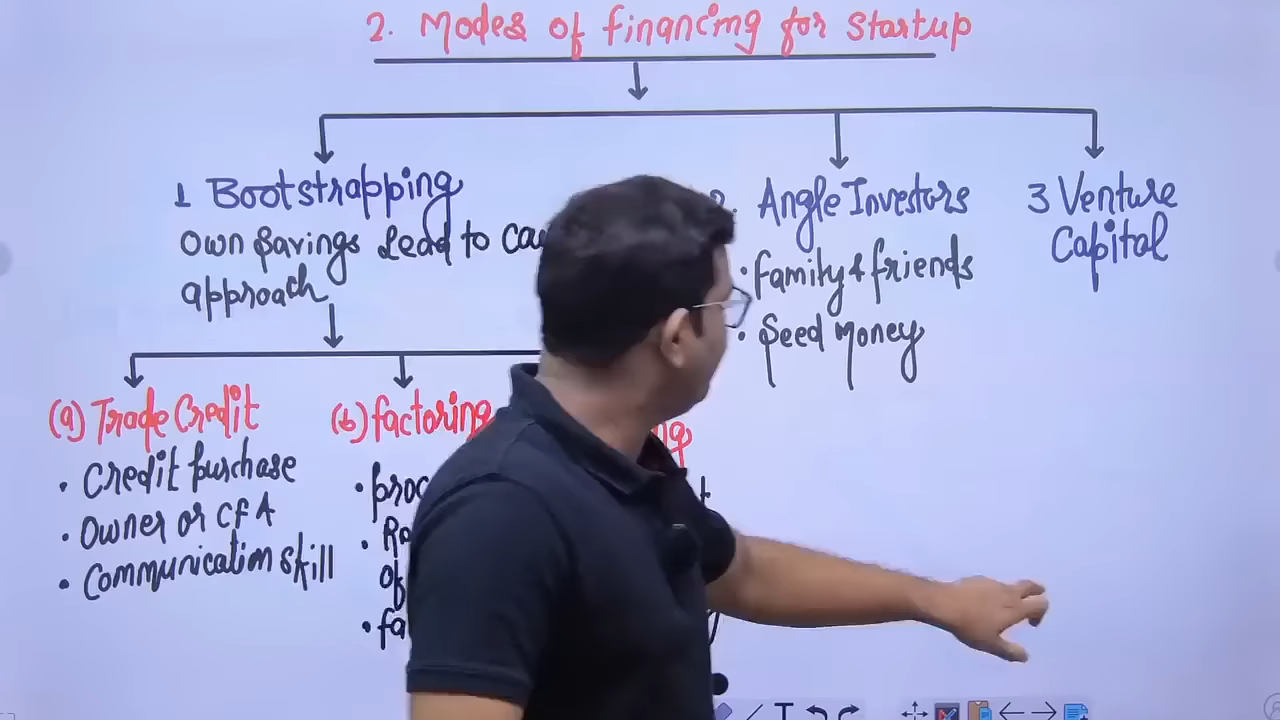 2. Modes of financing for Startup
1 Bootstrapping
Own Savings Lead to
approach
2. Angle Investors
• family & friends
• Seed Money
3 Venture
Capital
(a) Trade Credit
• Credit purchase
• Owner or CFA
• Communication skill
(b) factoring